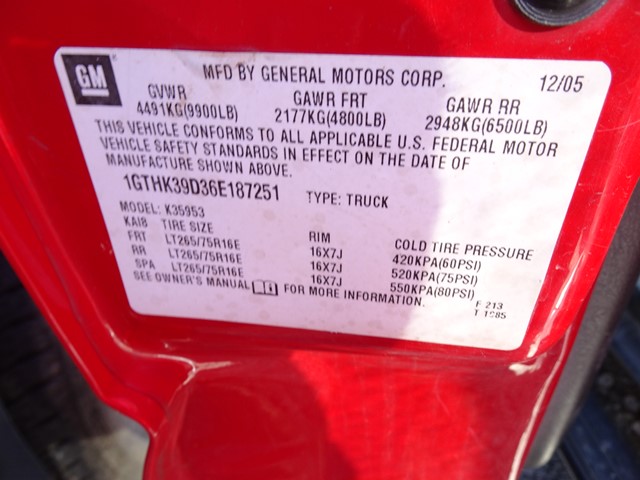 GM
MFD BY GENERAL MOTORS CORP. 12/05
GVWR GAWR FRT GAWR RR
4491KG(9900LB) 2177KG(4800LB) 2948KG(6500LB)
THIS VEHICLE CONFORMS TO ALL APPLICABLE U.S. FEDERAL MOTOR
VEHICLE SAFETY STANDARDS IN EFFECT ON THE DATE OF
MANUFACTURE SHOWN ABOVE.
1GTHK39D36E187251 TYPE: TRUCK
MODEL: K35953
KAI8 TIRE SIZE RIM COLD TIRE PRESSURE
FRT LT265/75R16E 16X7J 420KPA(60PSI)
RR LT265/75R16E 16X7J 520KPA(75PSI)
SPA LT265/75R16E 16X7J 550KPA(80PSI)
SEE OWNER'S MANUAL FOR MORE INFORMATION.
F 213
T